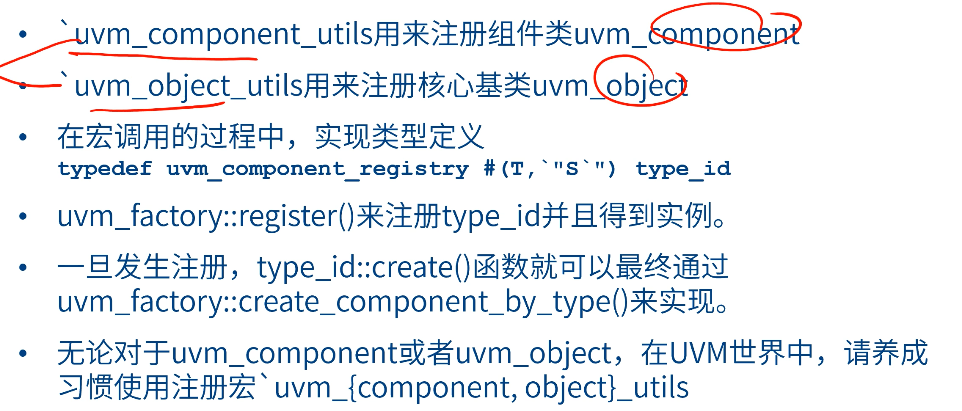 • `uvm_component_utils用来注册组件类uvm_component
• `uvm_object_utils用来注册核心基类uvm_object
• 在宏调用的过程中，实现类型定义
typedef uvm_component_registry #(T,`"S`") type_id
• uvm_factory::register()来注册type_id并且得到实例。
• 一旦发生注册，type_id::create()函数就可以最终通过
uvm_factory::create_component_by_type()来实现。
• 无论对于uvm_component或者uvm_object，在UVM世界中，请养成
习惯使用注册宏`uvm_{component, object}_utils